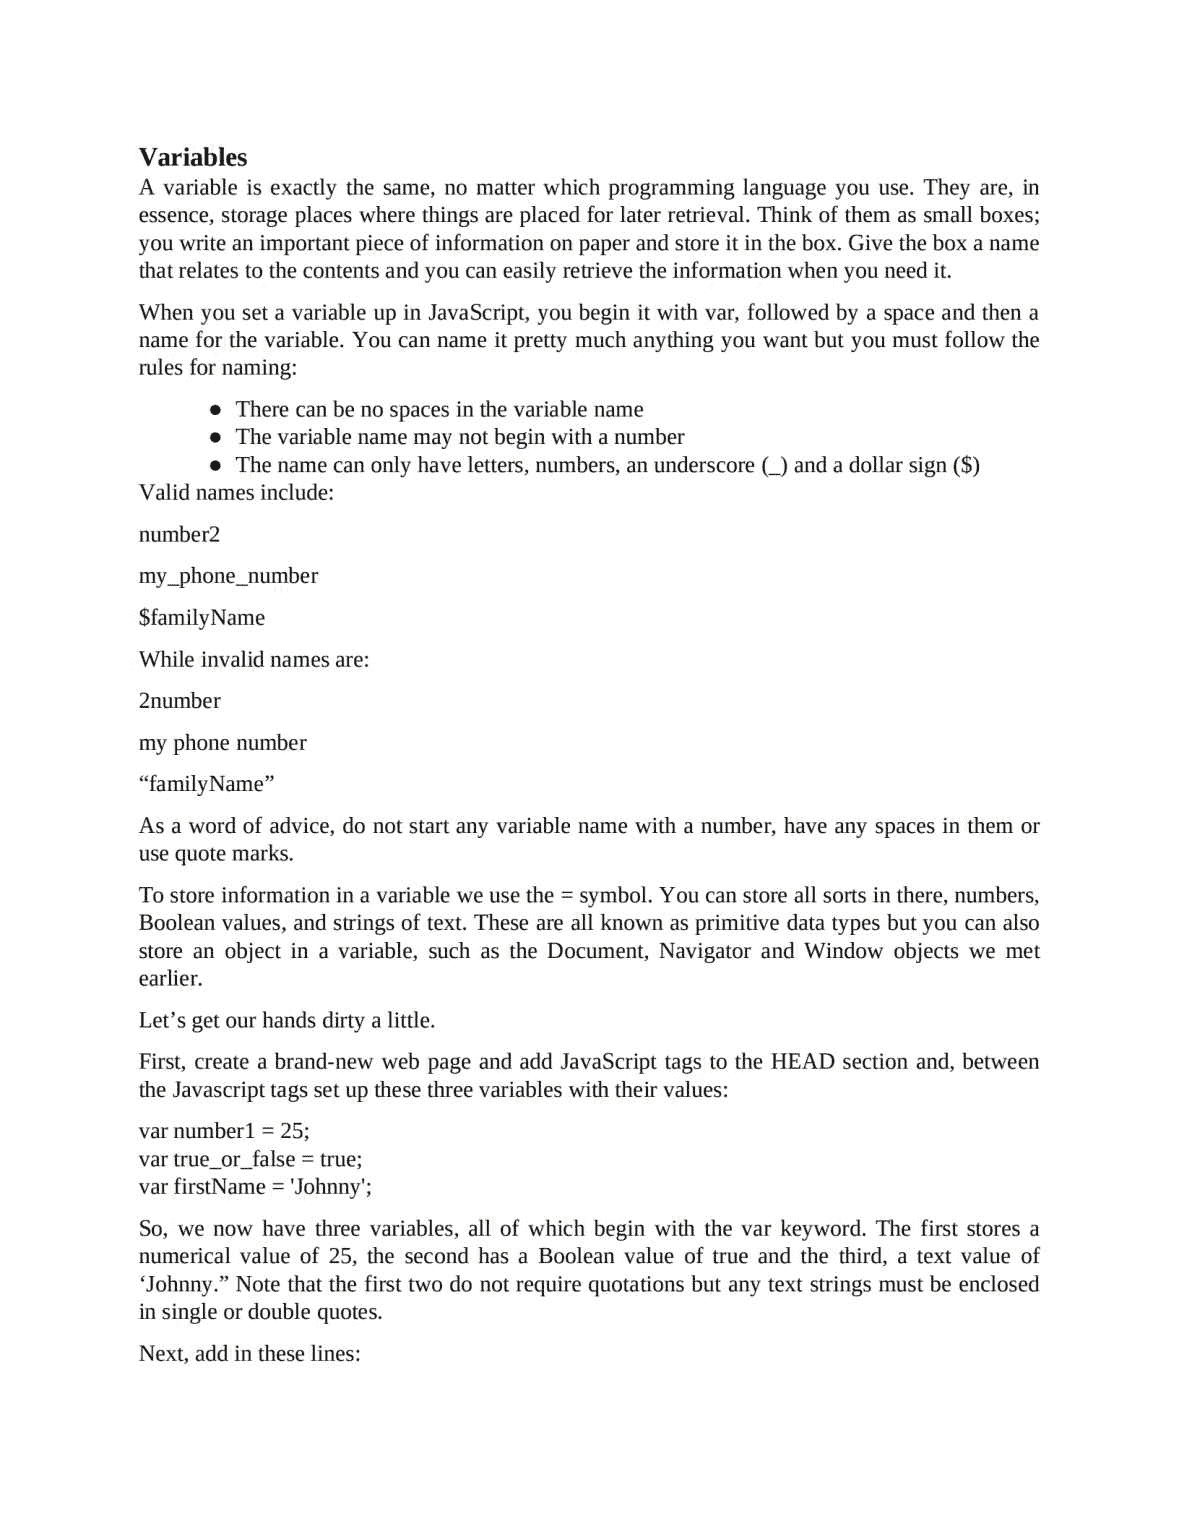 Variables
A variable is exactly the same, no matter which programming language you use. They are, in
essence, storage places where things are placed for later retrieval. Think of them as small boxes;
you write an important piece of information on paper and store it in the box. Give the box a name
that relates to the contents and you can easily retrieve the information when you need it.
When you set a variable up in JavaScript, you begin it with var, followed by a space and then a
name for the variable. You can name it pretty much anything you want but you must follow the
rules for naming:
● There can be no spaces in the variable name
● The variable name may not begin with a number
● The name can only have letters, numbers, an underscore (_) and a dollar sign ($)
Valid names include:
number2
my_phone_number
$familyName
While invalid names are:
2number
my phone number
“familyName”
As a word of advice, do not start any variable name with a number, have any spaces in them or
use quote marks.
To store information in a variable we use the = symbol. You can store all sorts in there, numbers,
Boolean values, and strings of text. These are all known as primitive data types but you can also
store an object in a variable, such as the Document, Navigator and Window objects we met
earlier.
Let’s get our hands dirty a little.
First, create a brand-new web page and add JavaScript tags to the HEAD section and, between
the Javascript tags set up these three variables with their values:
var number1 = 25;
var true_or_false = true;
var firstName = 'Johnny';
So, we now have three variables, all of which begin with the var keyword. The first stores a
numerical value of 25, the second has a Boolean value of true and the third, a text value of
‘Johnny.” Note that the first two do not require quotations but any text strings must be enclosed
in single or double quotes.
Next, add in these lines: